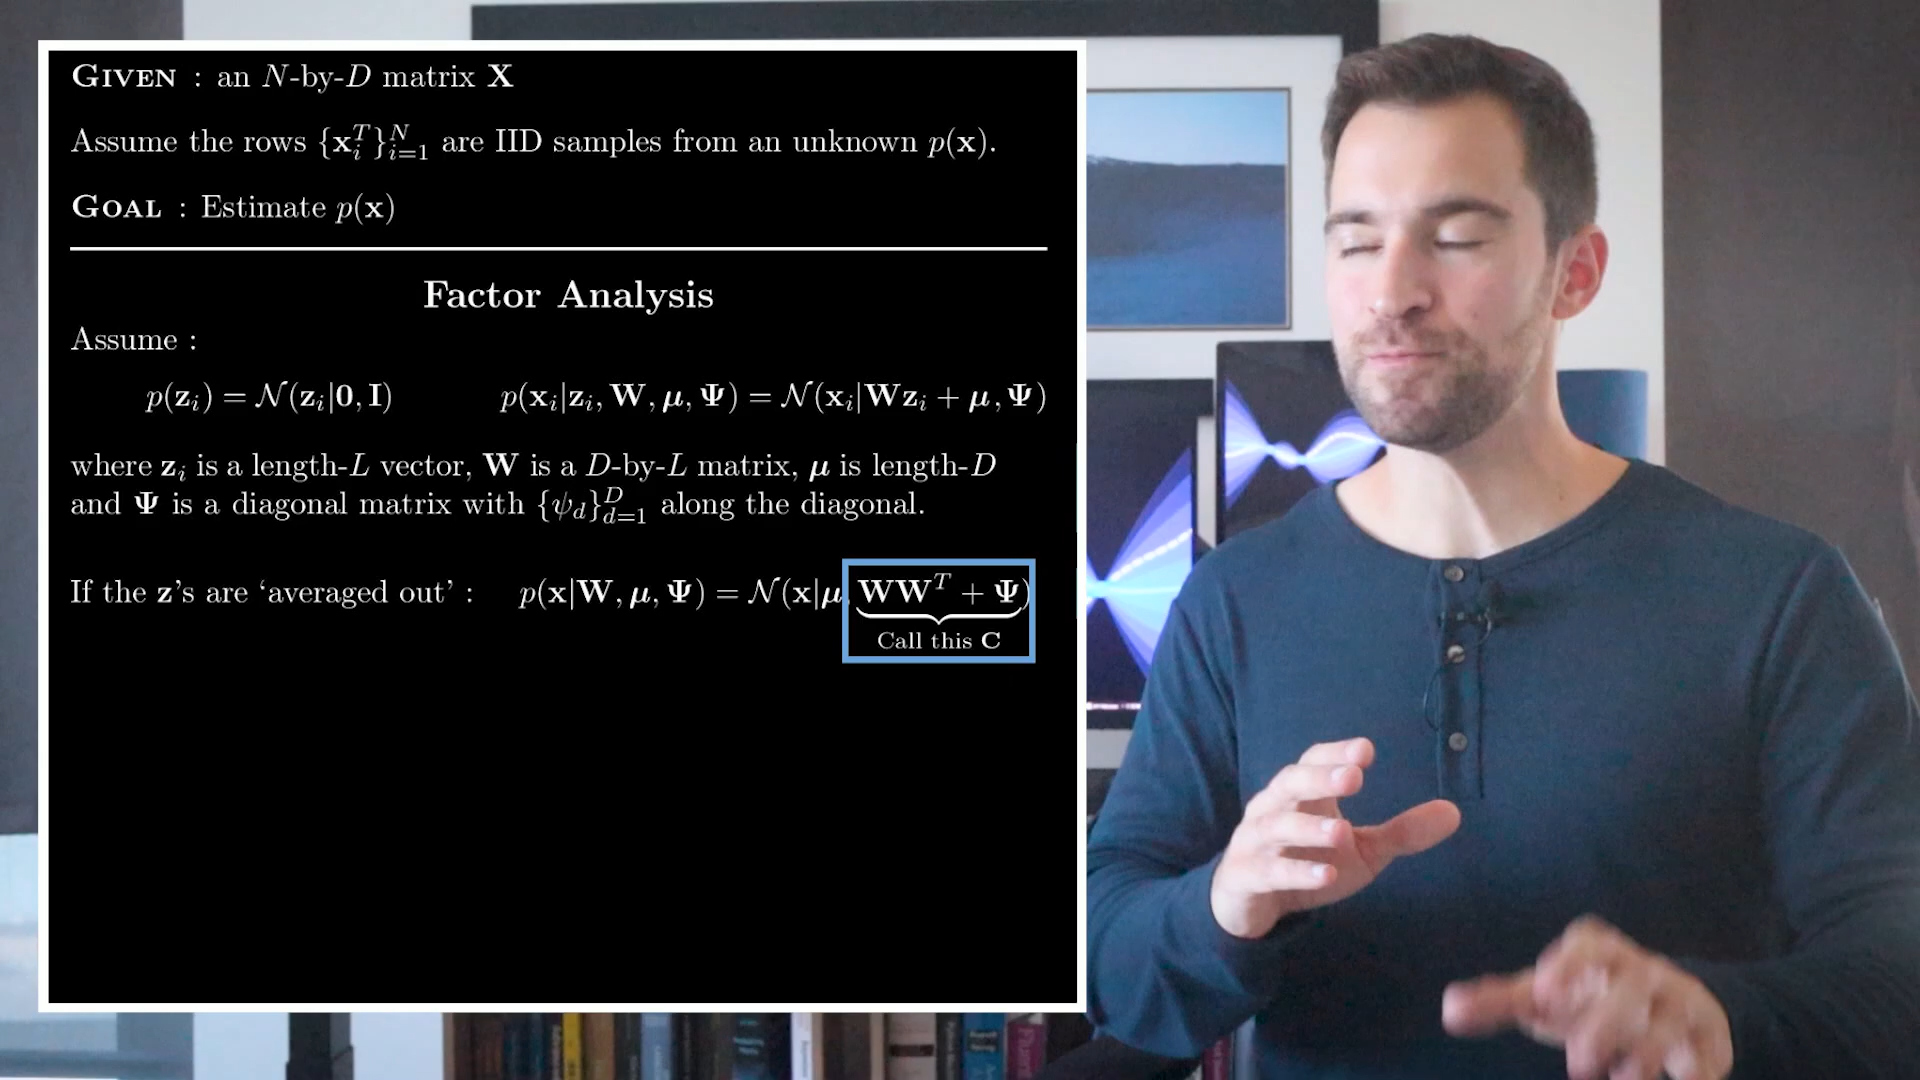 GIVEN : an N-by-D matrix X
Assume the rows {x_i^T}_{i=1}^N are IID samples from an unknown p(x).
GOAL : Estimate p(x)
Factor Analysis
Assume :
p(z_i) = 𝒩(z_i|0, I) p(x_i|z_i, W, μ, Ψ) = 𝒩(x_i|Wz_i + μ, Ψ)
where z_i is a length-L vector, W is a D-by-L matrix, μ is length-D
and Ψ is a diagonal matrix with {ψ_d}_{d=1}^D along the diagonal.
If the z's are ‘averaged out’ : p(x|W, μ, Ψ) = 𝒩(x|μ, WW^T + Ψ)
Call this C